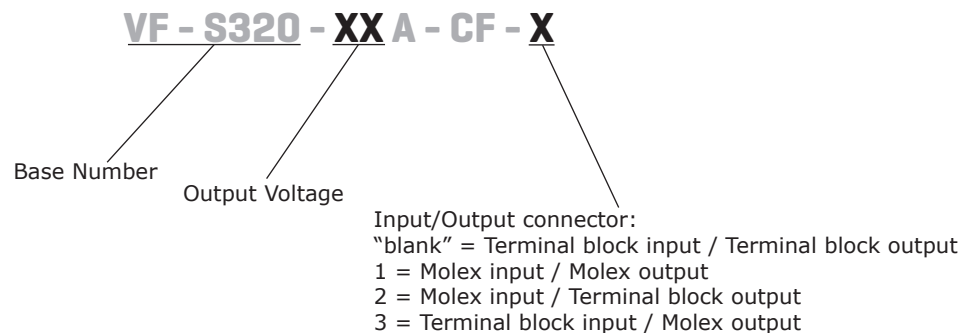 VF - S320 - XX A - CF - X
Base Number
Output Voltage
Input/Output connector:
“blank” = Terminal block input / Terminal block output
1 = Molex input / Molex output
2 = Molex input / Terminal block output
3 = Terminal block input / Molex output